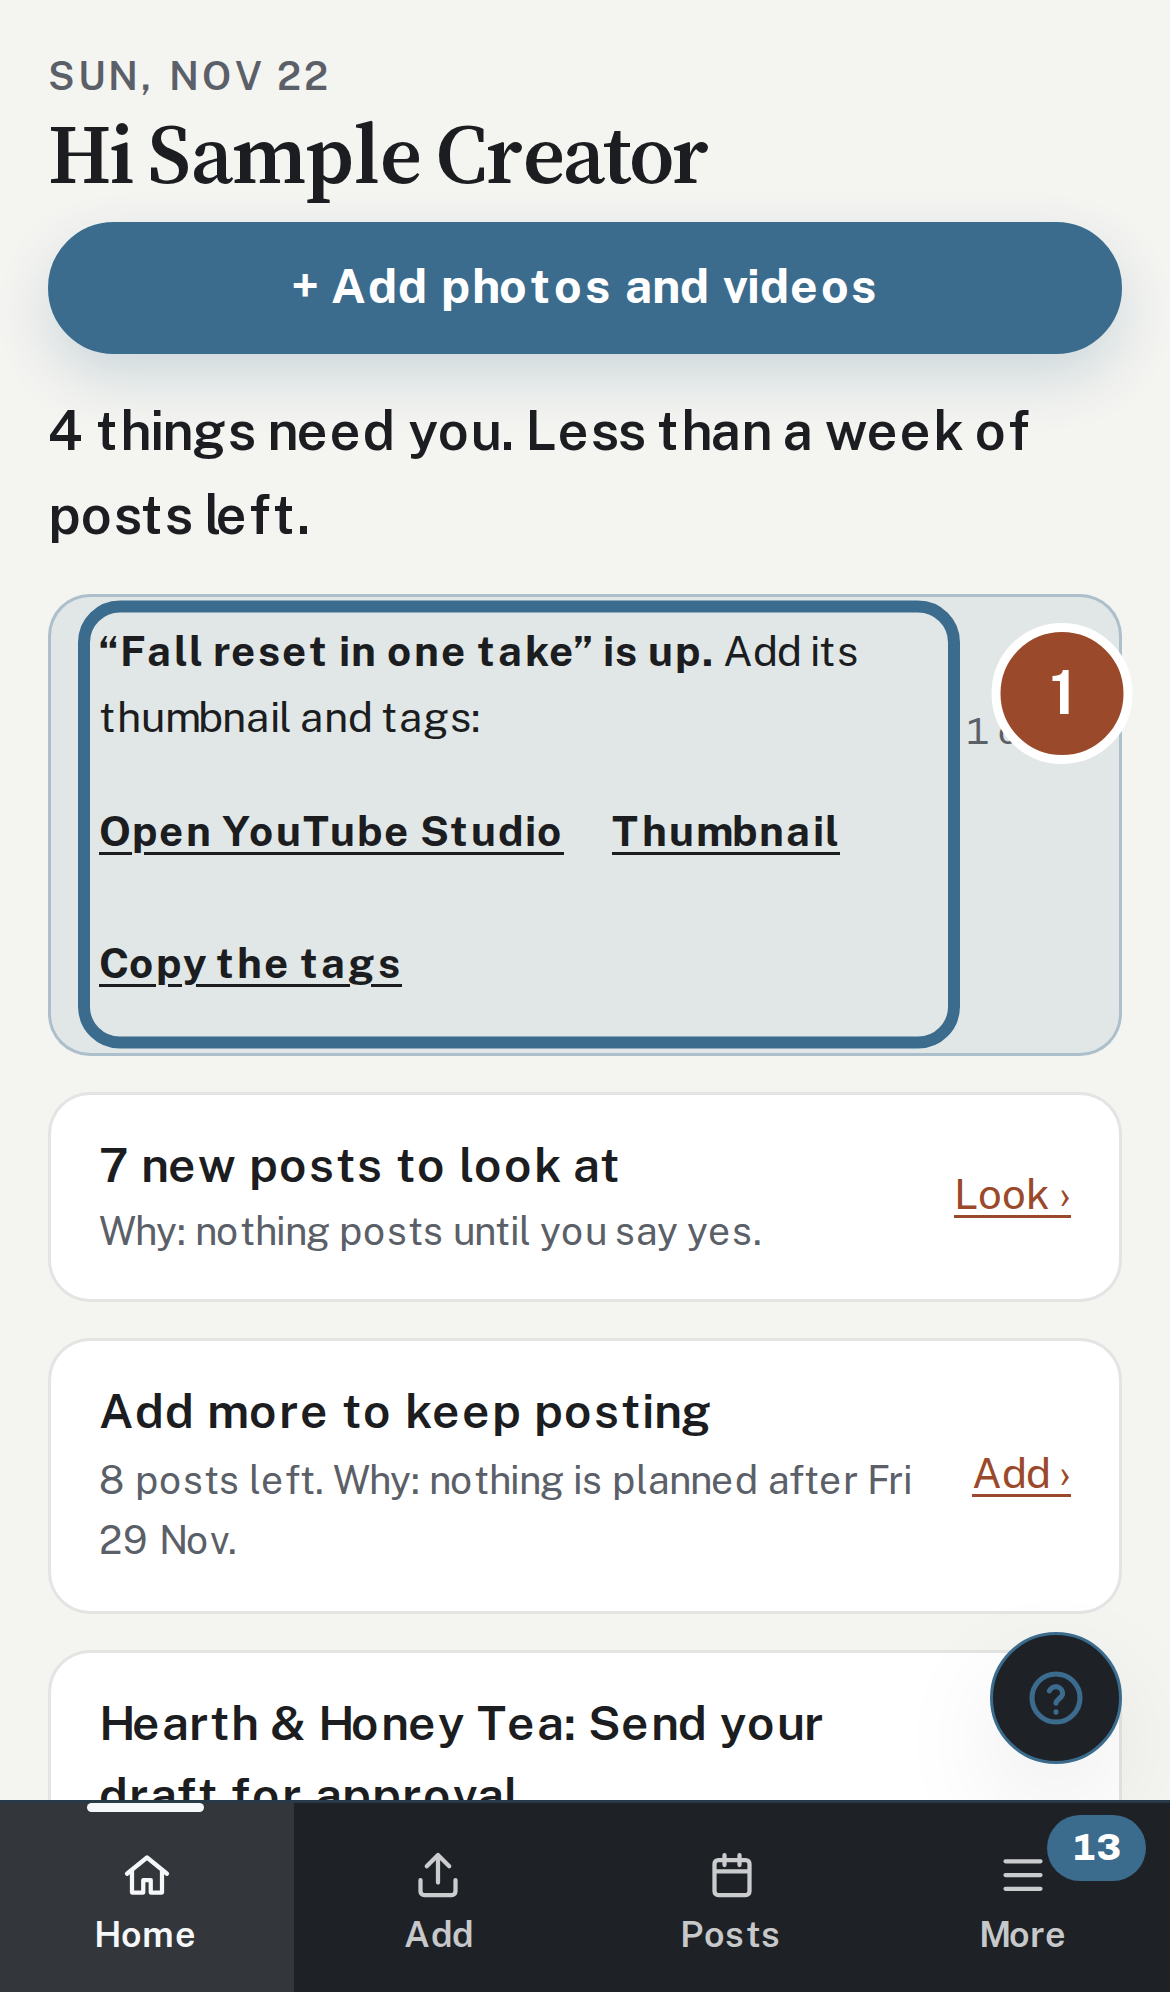 SUN, NOV 22
Hi Sample Creator
+ Add photos and videos
4 things need you. Less than a week of
posts left.
“Fall reset in one take” is up. Add its
thumbnail and tags:
1
1
Open YouTube Studio Thumbnail
Copy the tags
7 new posts to look at
Why: nothing posts until you say yes.
Look ›
Add more to keep posting
8 posts left. Why: nothing is planned after Fri
29 Nov.
Add ›
Hearth & Honey Tea: Send your
draft for approval
13
Home
Add
Posts
More